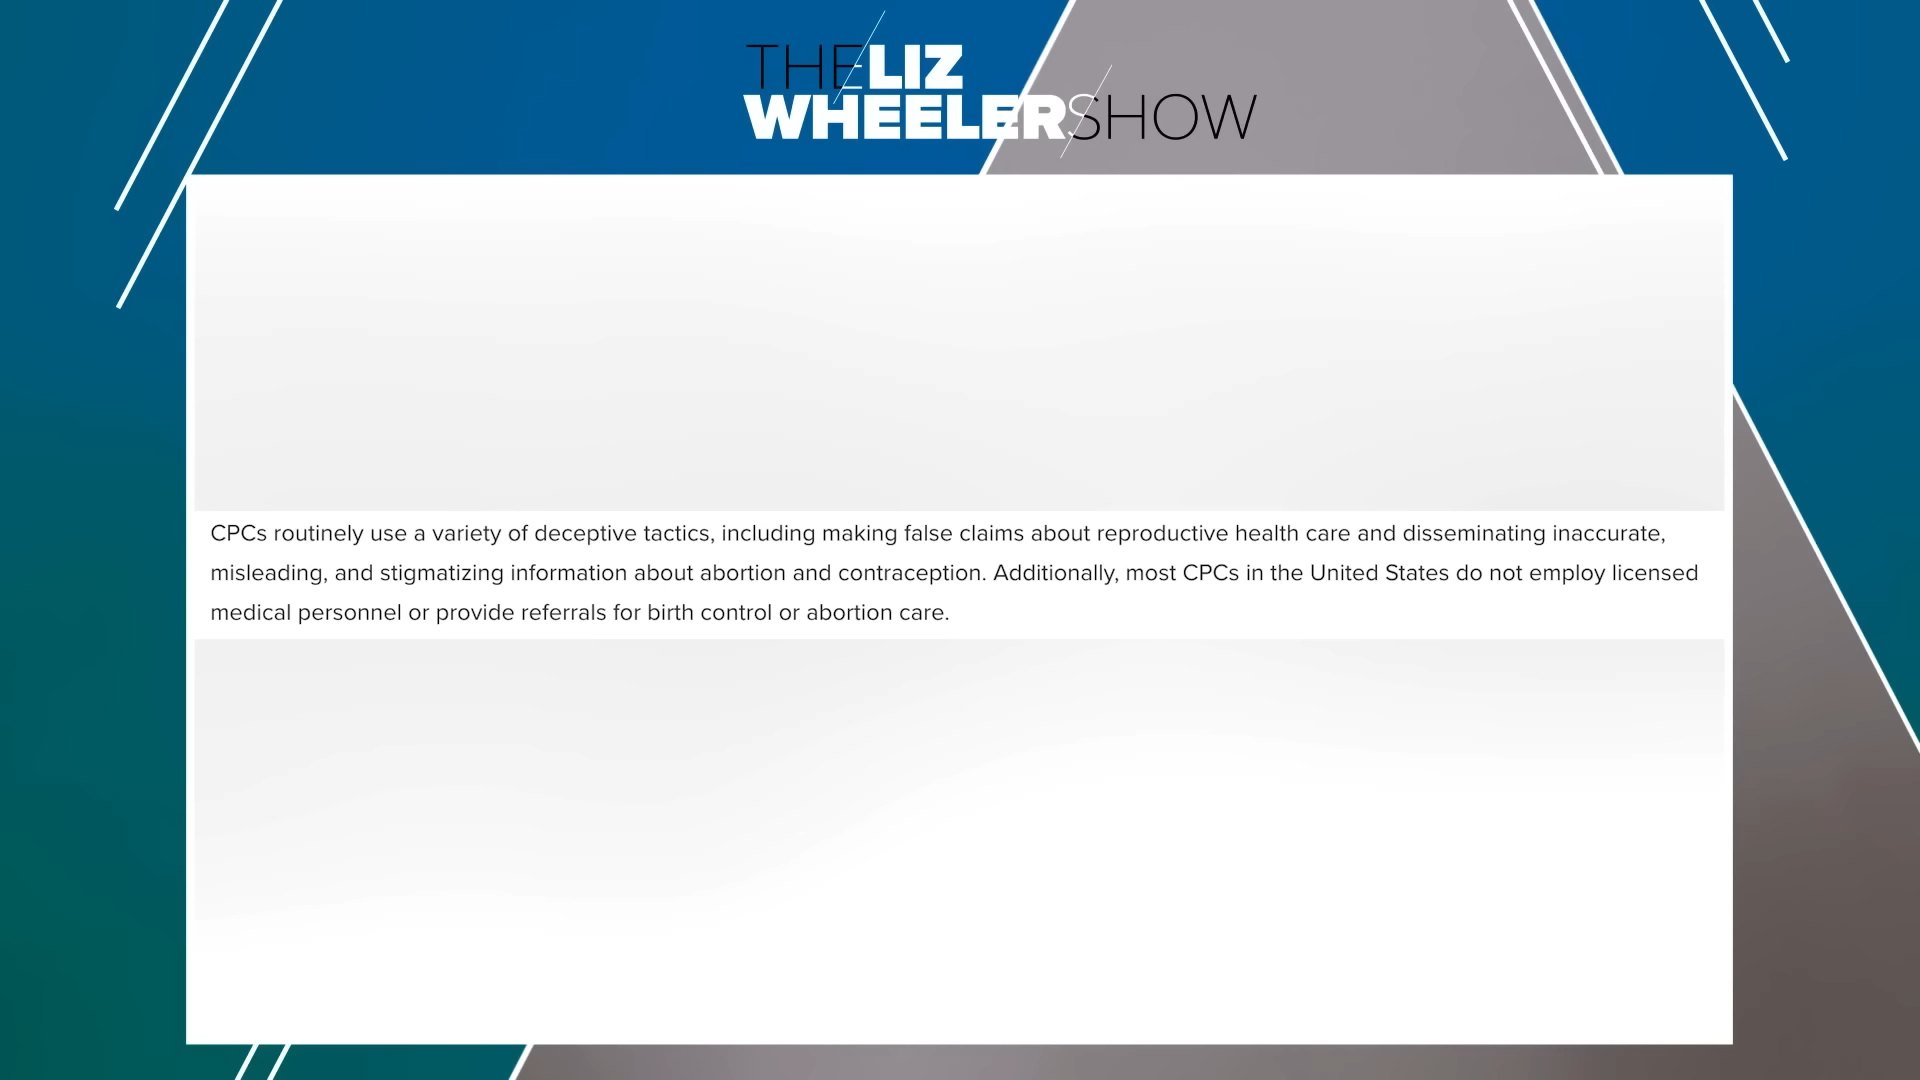 THE LIZ
WHEELER SHOW
CPCs routinely use a variety of deceptive tactics, including making false claims about reproductive health care and disseminating inaccurate,
misleading, and stigmatizing information about abortion and contraception. Additionally, most CPCs in the United States do not employ licensed
medical personnel or provide referrals for birth control or abortion care.